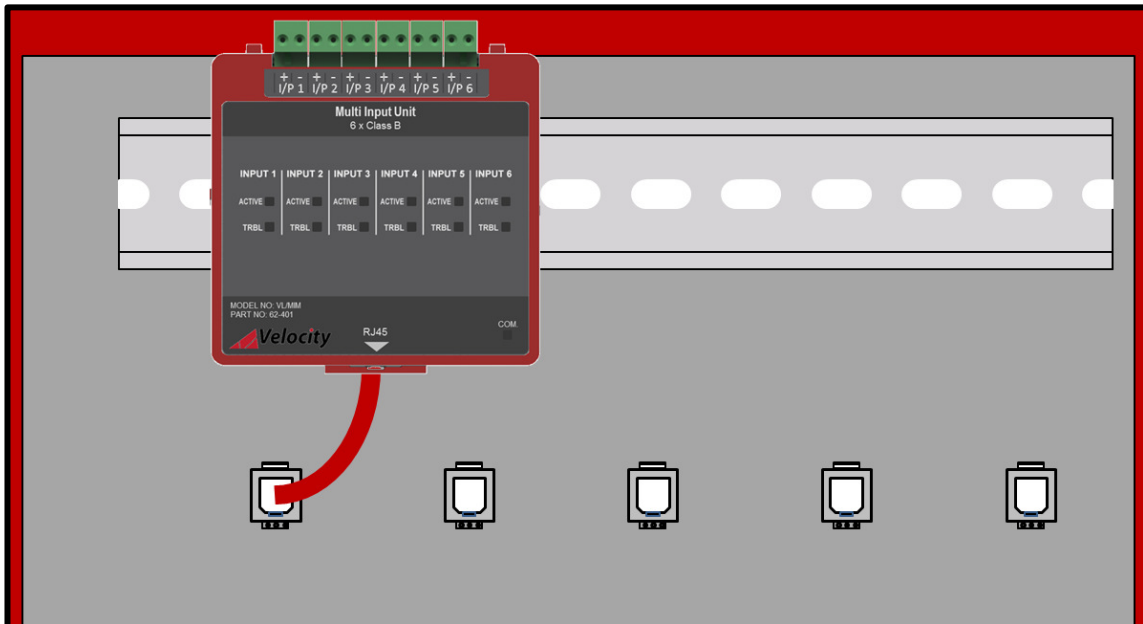 + - + - + - + - + - + -
I/P 1 I/P 2 I/P 3 I/P 4 I/P 5 I/P 6
Multi Input Unit
6 x Class B
INPUT 1 INPUT 2 INPUT 3 INPUT 4 INPUT 5 INPUT 6
ACTIVE ACTIVE ACTIVE ACTIVE ACTIVE ACTIVE
TRBL TRBL TRBL TRBL TRBL TRBL
MODEL NO: VL/MIM
PART NO: 62-401
Velocity
RJ45
COM.